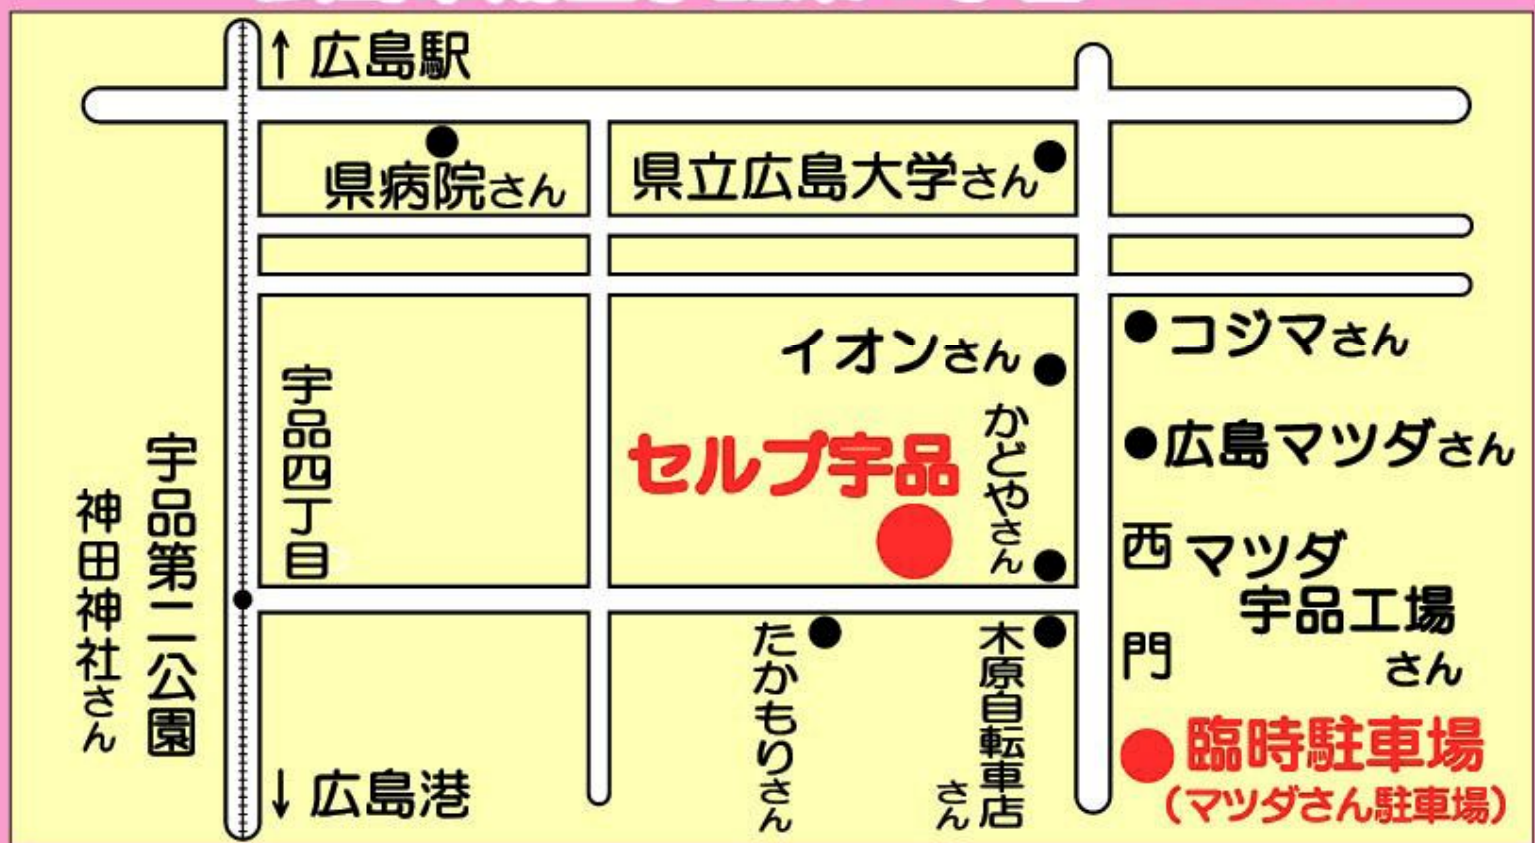 ↑ 広島駅
県病院さん
県立広島大学さん
イオンさん
コジマさん
宇品四丁目
かどやさん
広島マツダさん
セルプ宇品
宇品第二公園
神田神社さん
西門
マツダ
宇品工場
さん
たかもりさん
木原自転車店
さん
臨時駐車場
（マツダさん駐車場）
↓ 広島港